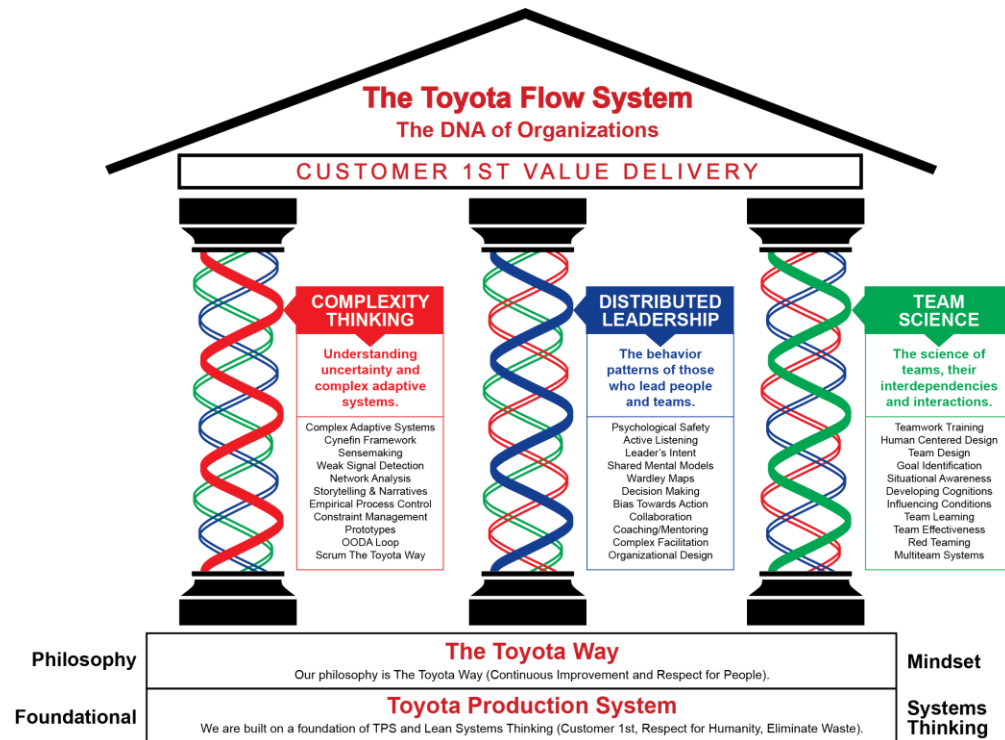 The Toyota Flow System
The DNA of Organizations
CUSTOMER 1ST VALUE DELIVERY
COMPLEXITY
THINKING
Understanding
uncertainty and
complex adaptive
systems.
Complex Adaptive Systems
Cynefin Framework
Sensemaking
Weak Signal Detection
Network Analysis
Storytelling & Narratives
Empirical Process Control
Constraint Management
Prototypes
OODA Loop
Scrum The Toyota Way
DISTRIBUTED
LEADERSHIP
The behavior
patterns of those
who lead people
and teams.
Psychological Safety
Active Listening
Leader's Intent
Shared Mental Models
Wardley Maps
Decision Making
Bias Towards Action
Collaboration
Coaching/Mentoring
Complex Facilitation
Organizational Design
TEAM
SCIENCE
The science of
teams, their
interdependencies
and interactions.
Teamwork Training
Human Centered Design
Team Design
Goal Identification
Situational Awareness
Developing Cognitions
Influencing Conditions
Team Learning
Team Effectiveness
Red Teaming
Multiteam Systems
Philosophy
The Toyota Way
Our philosophy is The Toyota Way (Continuous Improvement and Respect for People).
Mindset
Foundational
Toyota Production System
We are built on a foundation of TPS and Lean Systems Thinking (Customer 1st, Respect for Humanity, Eliminate Waste).
Systems
Thinking